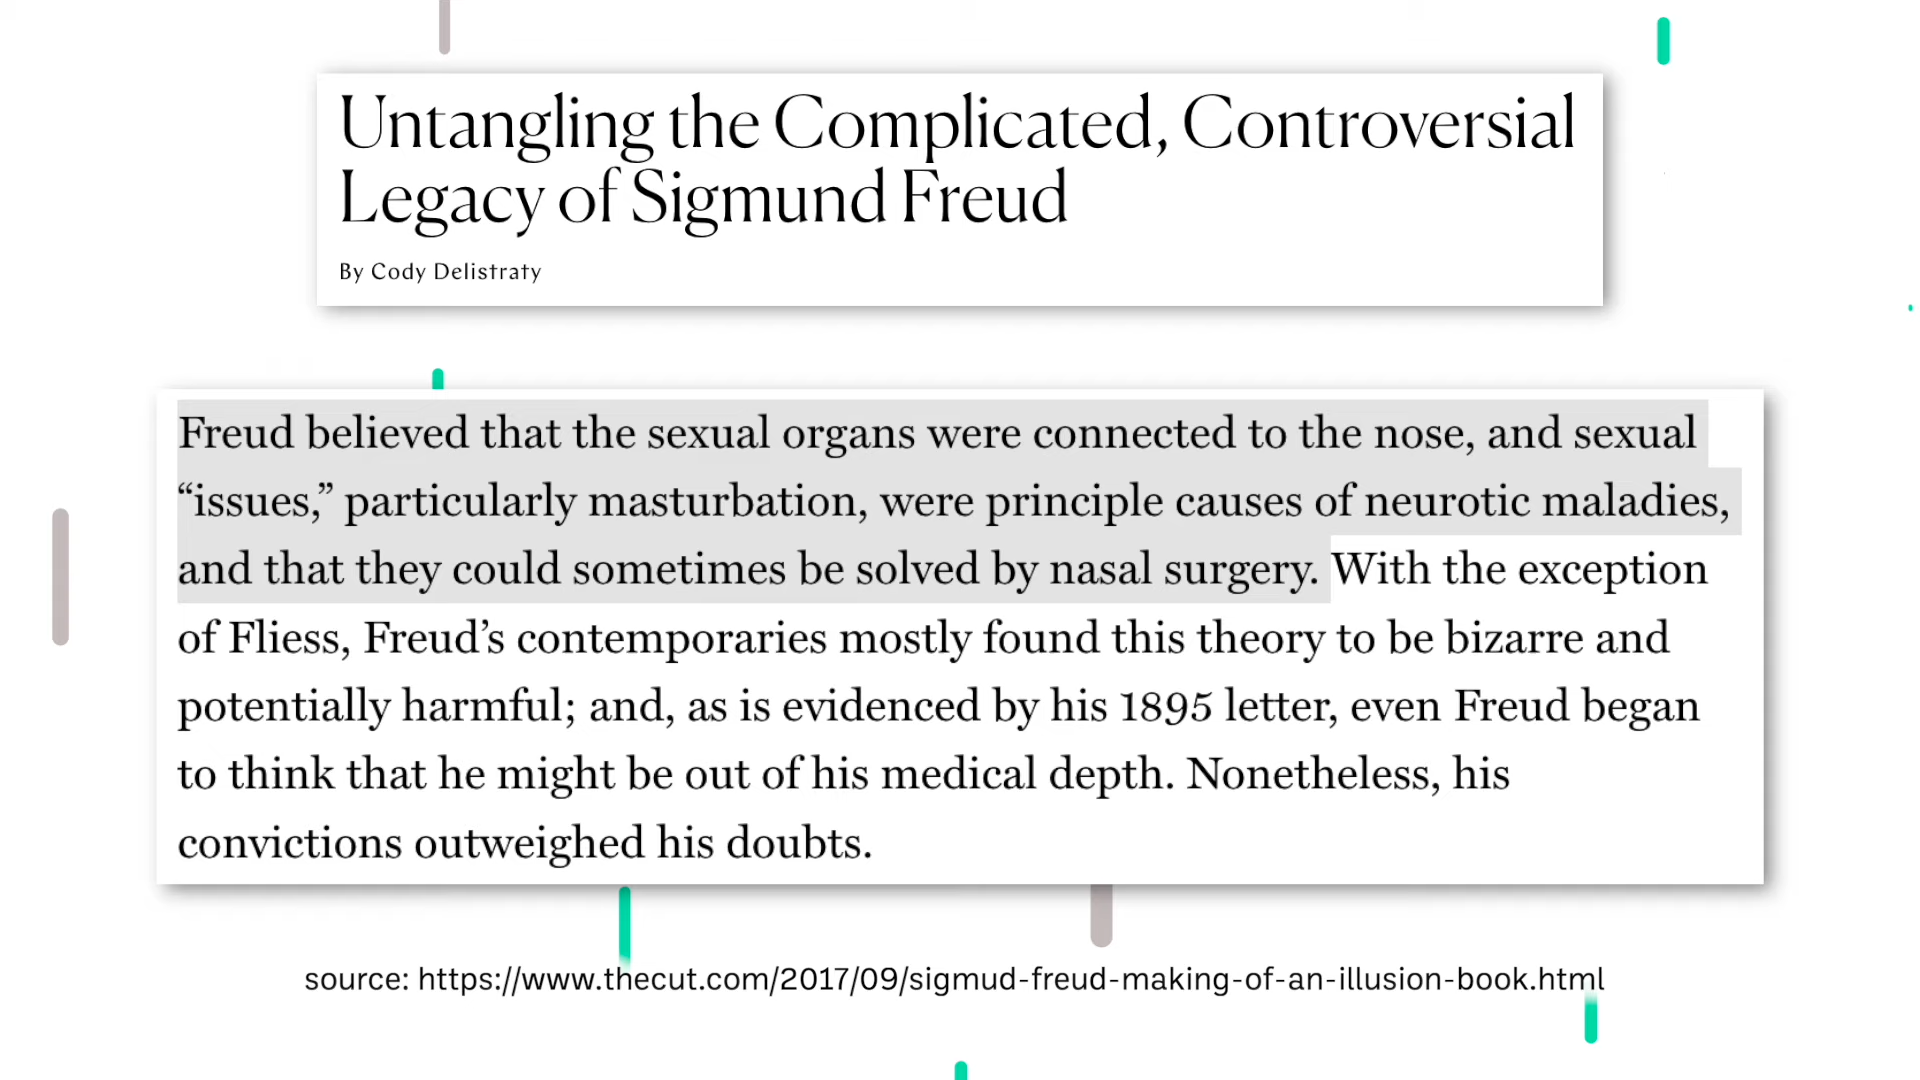 Untangling the Complicated, Controversial
Legacy of Sigmund Freud
By Cody Delistraty
Freud believed that the sexual organs were connected to the nose, and sexual
“issues,” particularly masturbation, were principle causes of neurotic maladies,
and that they could sometimes be solved by nasal surgery. With the exception
of Fliess, Freud’s contemporaries mostly found this theory to be bizarre and
potentially harmful; and, as is evidenced by his 1895 letter, even Freud began
to think that he might be out of his medical depth. Nonetheless, his
convictions outweighed his doubts.
source: https://www.thecut.com/2017/09/sigmud-freud-making-of-an-illusion-book.html